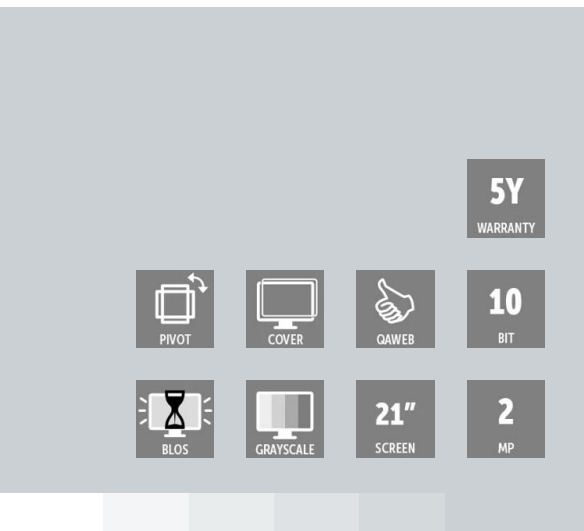 5Y
WARRANTY
PIVOT
COVER
QAWEB
10
BIT
BLOS
GRAYSCALE
21"
SCREEN
2
MP